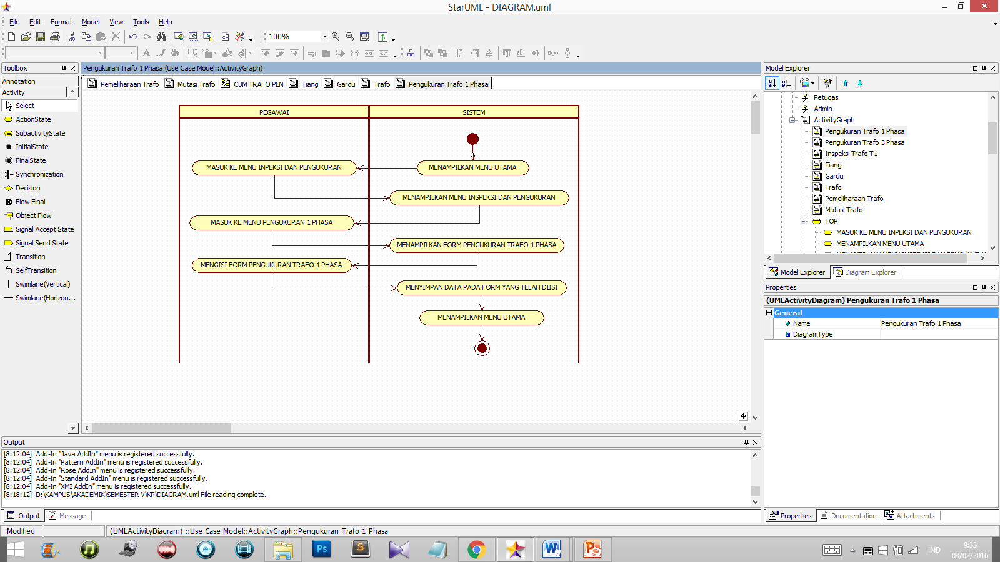 StarUML - DIAGRAM.uml
File Edit Format Model View Tools Help
100%
Toolbox
Annotation
Activity
Select
ActionState
SubactivityState
InitialState
FinalState
Synchronization
Decision
Flow Final
Object Flow
Signal Accept State
Signal Send State
Transition
SelfTransition
Swimlane(Vertical)
Swimlane(Horizon...
Pengukuran Trafo 1 Phasa (Use Case Model::ActivityGraph)
Pemeliharaan Trafo Mutasi Trafo CBM TRAFO PLN Tiang Gardu Trafo Pengukuran Trafo 1 Phasa
PEGAWAI SISTEM
MASUK KE MENU INPEKSI DAN PENGUKURAN MENAMPILKAN MENU UTAMA
MENAMPILKAN MENU INSPEKSI DAN PENGUKURAN
MASUK KE MENU PENGUKURAN 1 PHASA
MENAMPILKAN FORM PENGUKURAN TRAFO 1 PHASA
MENGISI FORM PENGUKURAN TRAFO 1 PHASA
MENYIMPAN DATA PADA FORM YANG TELAH DIISI
MENAMPILKAN MENU UTAMA
Model Explorer
Petugas
Admin
ActivityGraph
Pengukuran Trafo 1 Phasa
Pengukuran Trafo 3 Phasa
Inspeksi Trafo T1
Tiang
Gardu
Trafo
Pemeliharaan Trafo
Mutasi Trafo
TOP
MASUK KE MENU INPEKSI DAN PENGUKURAN
MENAMPILKAN MENU UTAMA
Model Explorer Diagram Explorer
Properties
(UMLActivityDiagram) Pengukuran Trafo 1 Phasa
General
Name Pengukuran Trafo 1 Phasa
DiagramType
Properties Documentation Attachments
Output
[8:12:04] Add-In "Java AddIn" menu is registered successfully.
[8:12:04] Add-In "Pattern AddIn" menu is registered successfully.
[8:12:04] Add-In "Rose AddIn" menu is registered successfully.
[8:12:04] Add-In "Standard AddIn" menu is registered successfully.
[8:12:04] Add-In "XMI AddIn" menu is registered successfully.
[8:18:12] D:\KAMPUS\AKADEMIK\SEMESTER V\KP\DIAGRAM.uml File reading complete.
Output Message
Modified (UMLActivityDiagram) ::Use Case Model::ActivityGraph::Pengukuran Trafo 1 Phasa
Ps
IND
9:33
03/02/2016